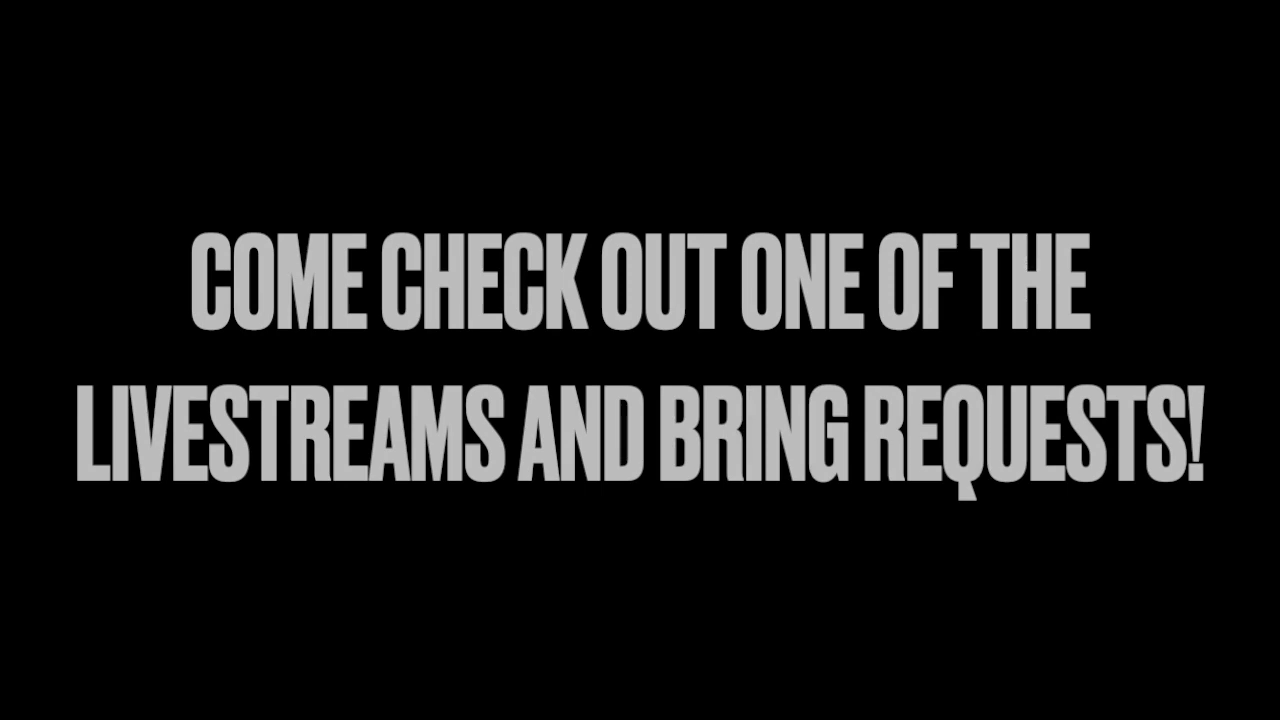 COME CHECK OUT ONE OF THE
LIVESTREAMS AND BRING REQUESTS!